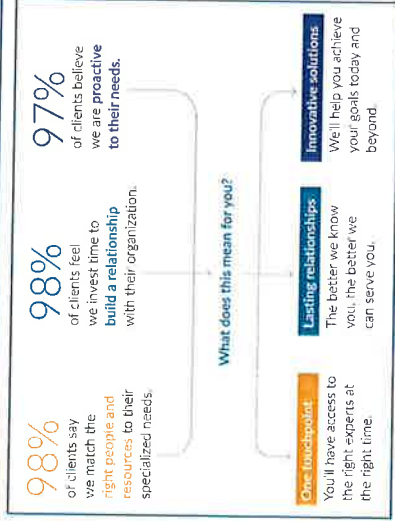 98%
of clients say
we match the
right people and
resources to their
specialized needs.
98%
of clients feel
we invest time to
build a relationship
with their organization.
97%
of clients believe
we are proactive
to their needs.
What does this mean for you?
One touchpoint
You'll have access to
the right experts at
the right time.
Lasting relationships
The better we know
you, the better we
can serve you.
Innovative solutions
We'll help you achieve
your goals today and
beyond.